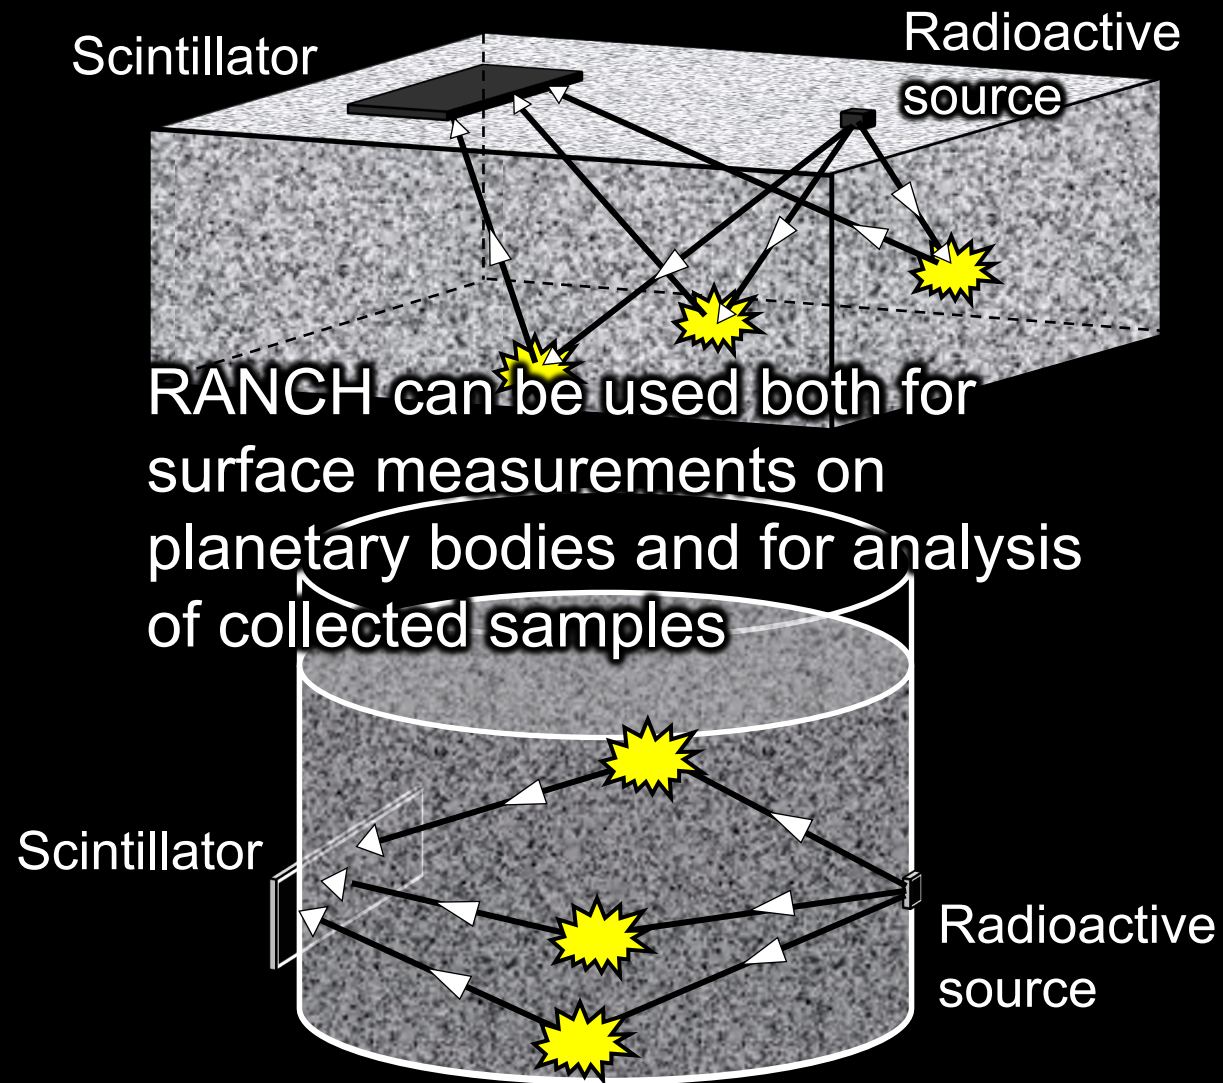 Scintillator
Radioactive
source
RANCH can be used both for
surface measurements on
planetary bodies and for analysis
of collected samples
Scintillator
Radioactive
source